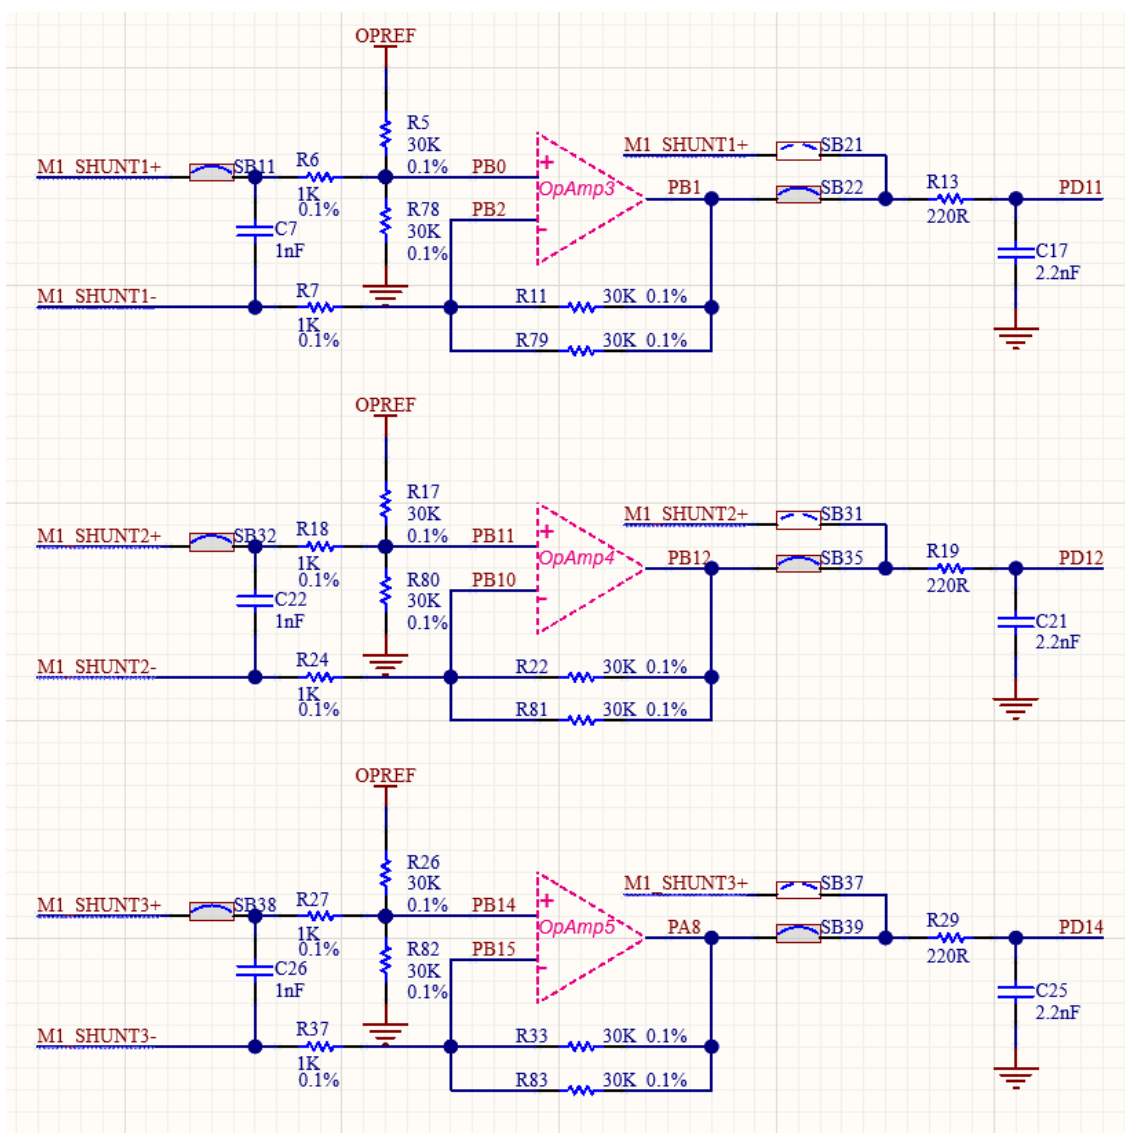 OPREF
R5
30K
0.1%
M1_SHUNT1+
SB11
R6
1K
0.1%
PB0
OpAmp3
+
-
M1_SHUNT1+
SB21
PB1
SB22
R13
220R
PD11
C7
1nF
R78
30K
0.1%
PB2
C17
2.2nF
M1_SHUNT1-
R7
1K
0.1%
R11
30K 0.1%
R79
30K 0.1%
OPREF
R17
30K
0.1%
M1_SHUNT2+
SB32
R18
1K
0.1%
PB11
OpAmp4
+
-
M1_SHUNT2+
SB31
PB12
SB35
R19
220R
PD12
C22
1nF
R80
30K
0.1%
PB10
C21
2.2nF
M1_SHUNT2-
R24
1K
0.1%
R22
30K 0.1%
R81
30K 0.1%
OPREF
R26
30K
0.1%
M1_SHUNT3+
SB38
R27
1K
0.1%
PB14
OpAmp5
+
-
M1_SHUNT3+
SB37
PA8
SB39
R29
220R
PD14
C26
1nF
R82
30K
0.1%
PB15
C25
2.2nF
M1_SHUNT3-
R37
1K
0.1%
R33
30K 0.1%
R83
30K 0.1%